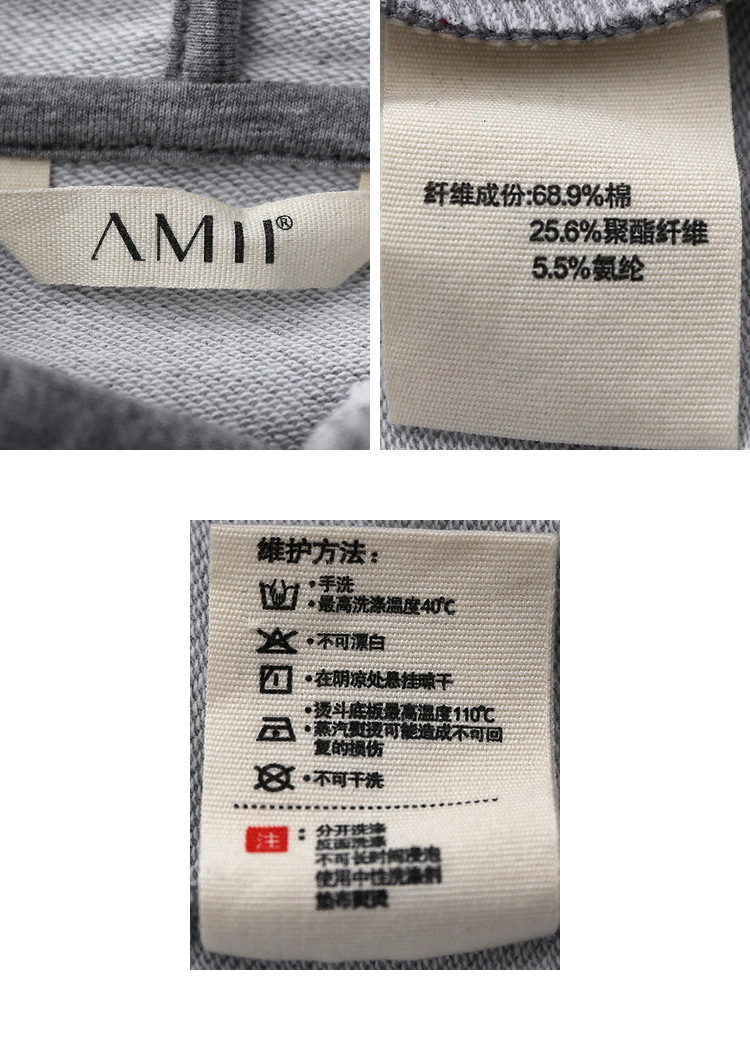 AMII®
纤维成份:68.9%棉
25.6%聚酯纤维
5.5%氨纶
维护方法:
•手洗
•最高洗涤温度40℃
•不可漂白
•在阴凉处悬挂晾干
•熨斗底板最高温度110℃
•蒸汽熨烫可能造成不可回
复的损伤
•不可干洗
注:分开洗涤
反面洗涤
不可长时间浸泡
使用中性洗涤剂
垫布熨烫